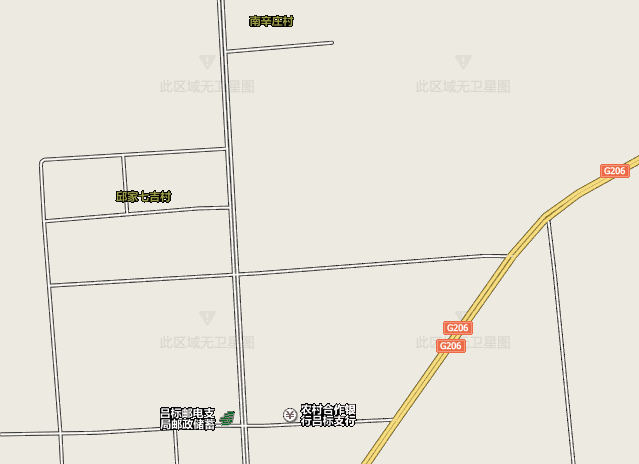 南辛庄村
此区域无卫星图
此区域无卫星图
G206
邱家七吉村
G206
此区域无卫星图
此区域无卫星图
G206
吕标邮电支
局邮政储蓄
农村合作银
行吕标支行